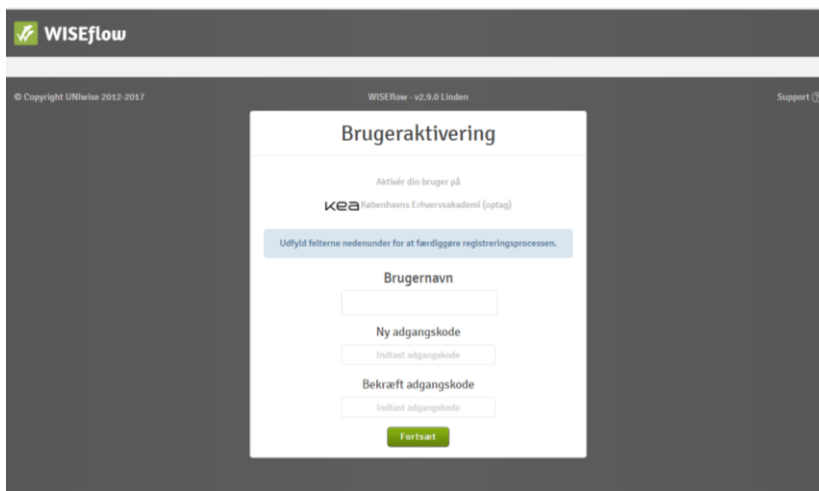 WISEflow
© Copyright UNIwise 2012-2017
WISEflow - v2.9.0 Linden
Support
Brugeraktivering
Aktivér din bruger på
kea Københavns Erhvervsakademi (optag)
Udfyld felterne nedenunder for at færdiggøre registreringsprocessen.
Brugernavn
Ny adgangskode
Indtast adgangskode
Bekræft adgangskode
Indtast adgangskode
Fortsæt